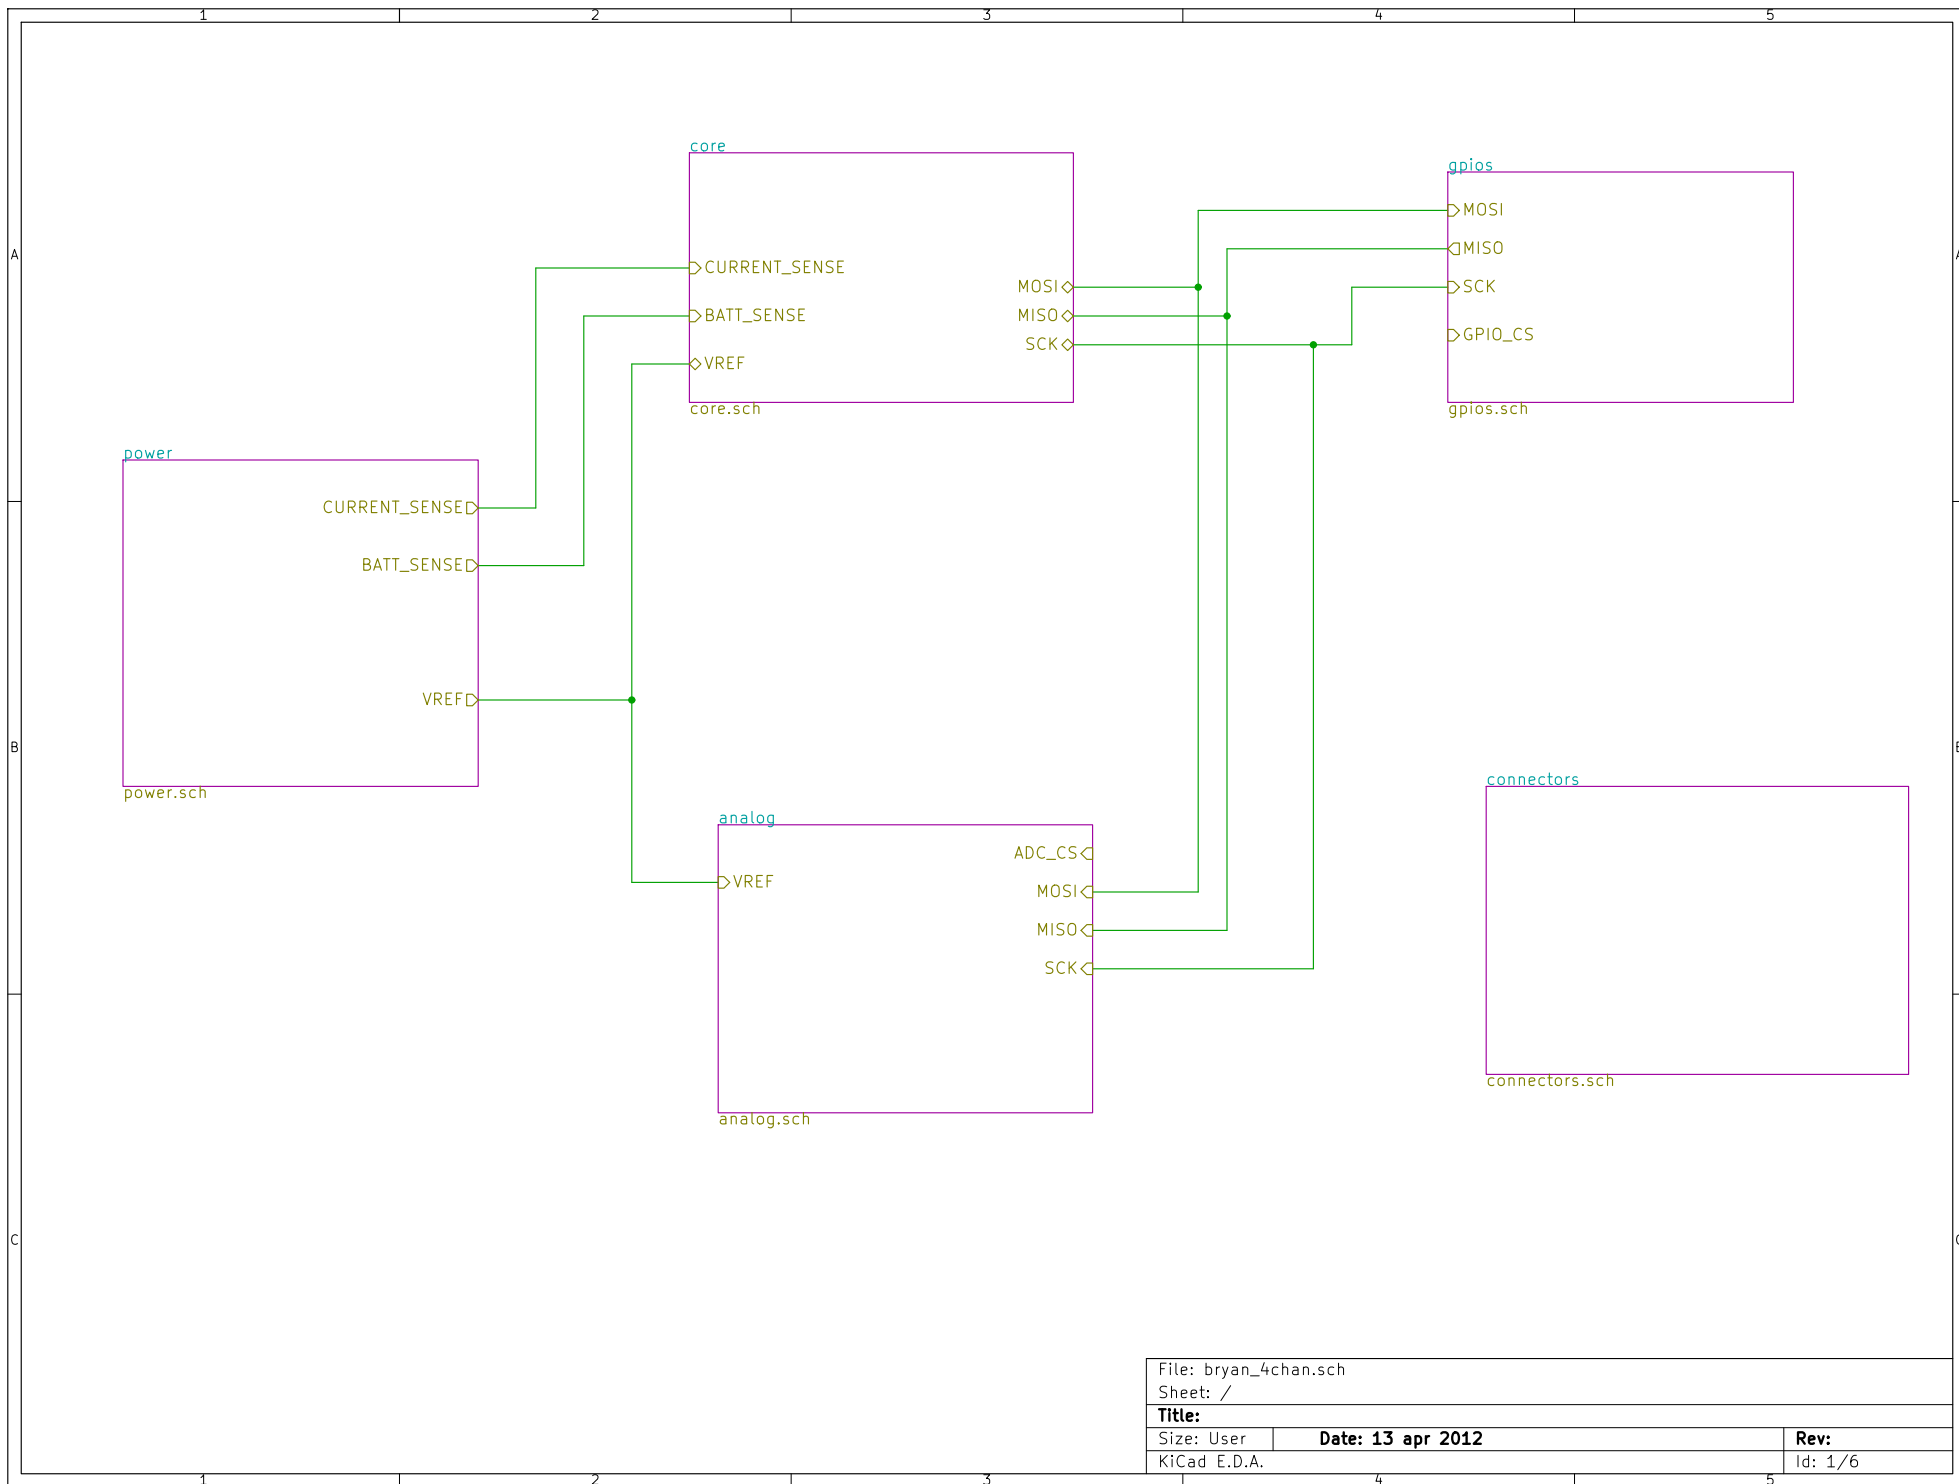 1 2 3 4 5
A A
B
C
core
CURRENT_SENSE
BATT_SENSE
VREF
MOSI
MISO
SCK
core.sch
gpios
MOSI
MISO
SCK
GPIO_CS
gpios.sch
power
CURRENT_SENSE
BATT_SENSE
VREF
power.sch
analog
VREF
ADC_CS
MOSI
MISO
SCK
analog.sch
connectors
connectors.sch
File: bryan_4chan.sch
Sheet: /
Title:
Size: User Date: 13 apr 2012 Rev:
KiCad E.D.A. Id: 1/6
1 2 3 4 5